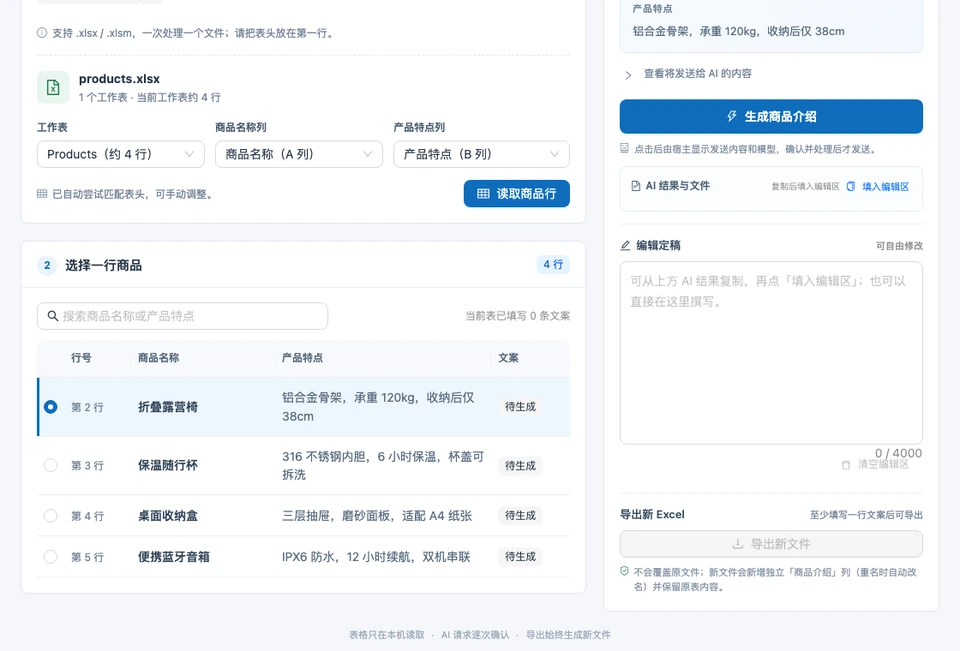 支持 .xlsx / .xlsm，一次处理一个文件；请把表头放在第一行。
products.xlsx
1 个工作表 · 当前工作表约 4 行
工作表
商品名称列
产品特点列
Products（约 4 行）
商品名称（A 列）
产品特点（B 列）
已自动尝试匹配表头，可手动调整。
读取商品行
2 选择一行商品
4 行
搜索商品名称或产品特点
当前表已填写 0 条文案
行号 商品名称 产品特点 文案
第 2 行 折叠露营椅 铝合金骨架，承重 120kg，收纳后仅 待生成
38cm
第 3 行 保温随行杯 316 不锈钢内胆，6 小时保温，杯盖可 待生成
拆洗
第 4 行 桌面收纳盒 三层抽屉，磨砂面板，适配 A4 纸张 待生成
第 5 行 便携蓝牙音箱 IPX6 防水，12 小时续航，双机串联 待生成
产品特点
铝合金骨架，承重 120kg，收纳后仅 38cm
查看将发送给 AI 的内容
生成商品介绍
点击后由宿主显示发送内容和模型，确认并处理后才发送。
AI 结果与文件
复制后填入编辑区
填入编辑区
编辑定稿
可自由修改
可从上方 AI 结果复制，再点「填入编辑区」；也可以
直接在这里撰写。
0 / 4000
清空编辑区
导出新 Excel
至少填写一行文案后可导出
导出新文件
不会覆盖原文件；新文件会新增独立「商品介绍」列（重名时自动改
名）并保留原表内容。
表格只在本机读取 · AI 请求逐次确认 · 导出始终生成新文件